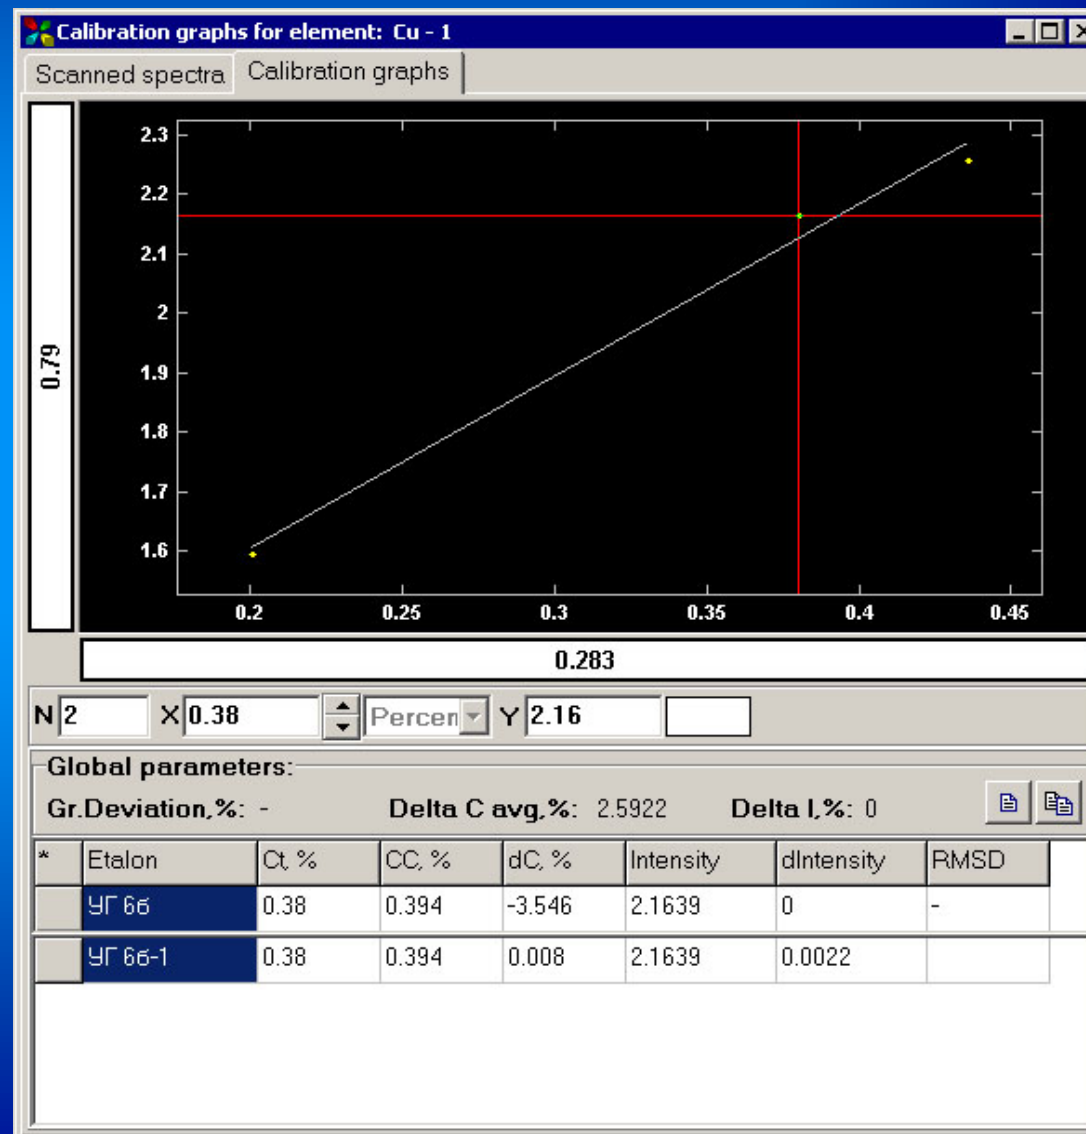 Calibration graphs for element: Cu - 1
Scanned spectra Calibration graphs
2.3
2.2
2.1
2
1.9
1.8
1.7
1.6
0.79
0.2 0.25 0.3 0.35 0.4 0.45
0.283
N 2 X 0.38 Percen Y 2.16
Global parameters:
Gr.Deviation,%: - Delta C avg,%: 2.5922 Delta I,%: 0
* Etalon Ct, % CC, % dC, % Intensity dIntensity RMSD
УГ 6б 0.38 0.394 -3.546 2.1639 0 -
УГ 6б-1 0.38 0.394 0.008 2.1639 0.0022